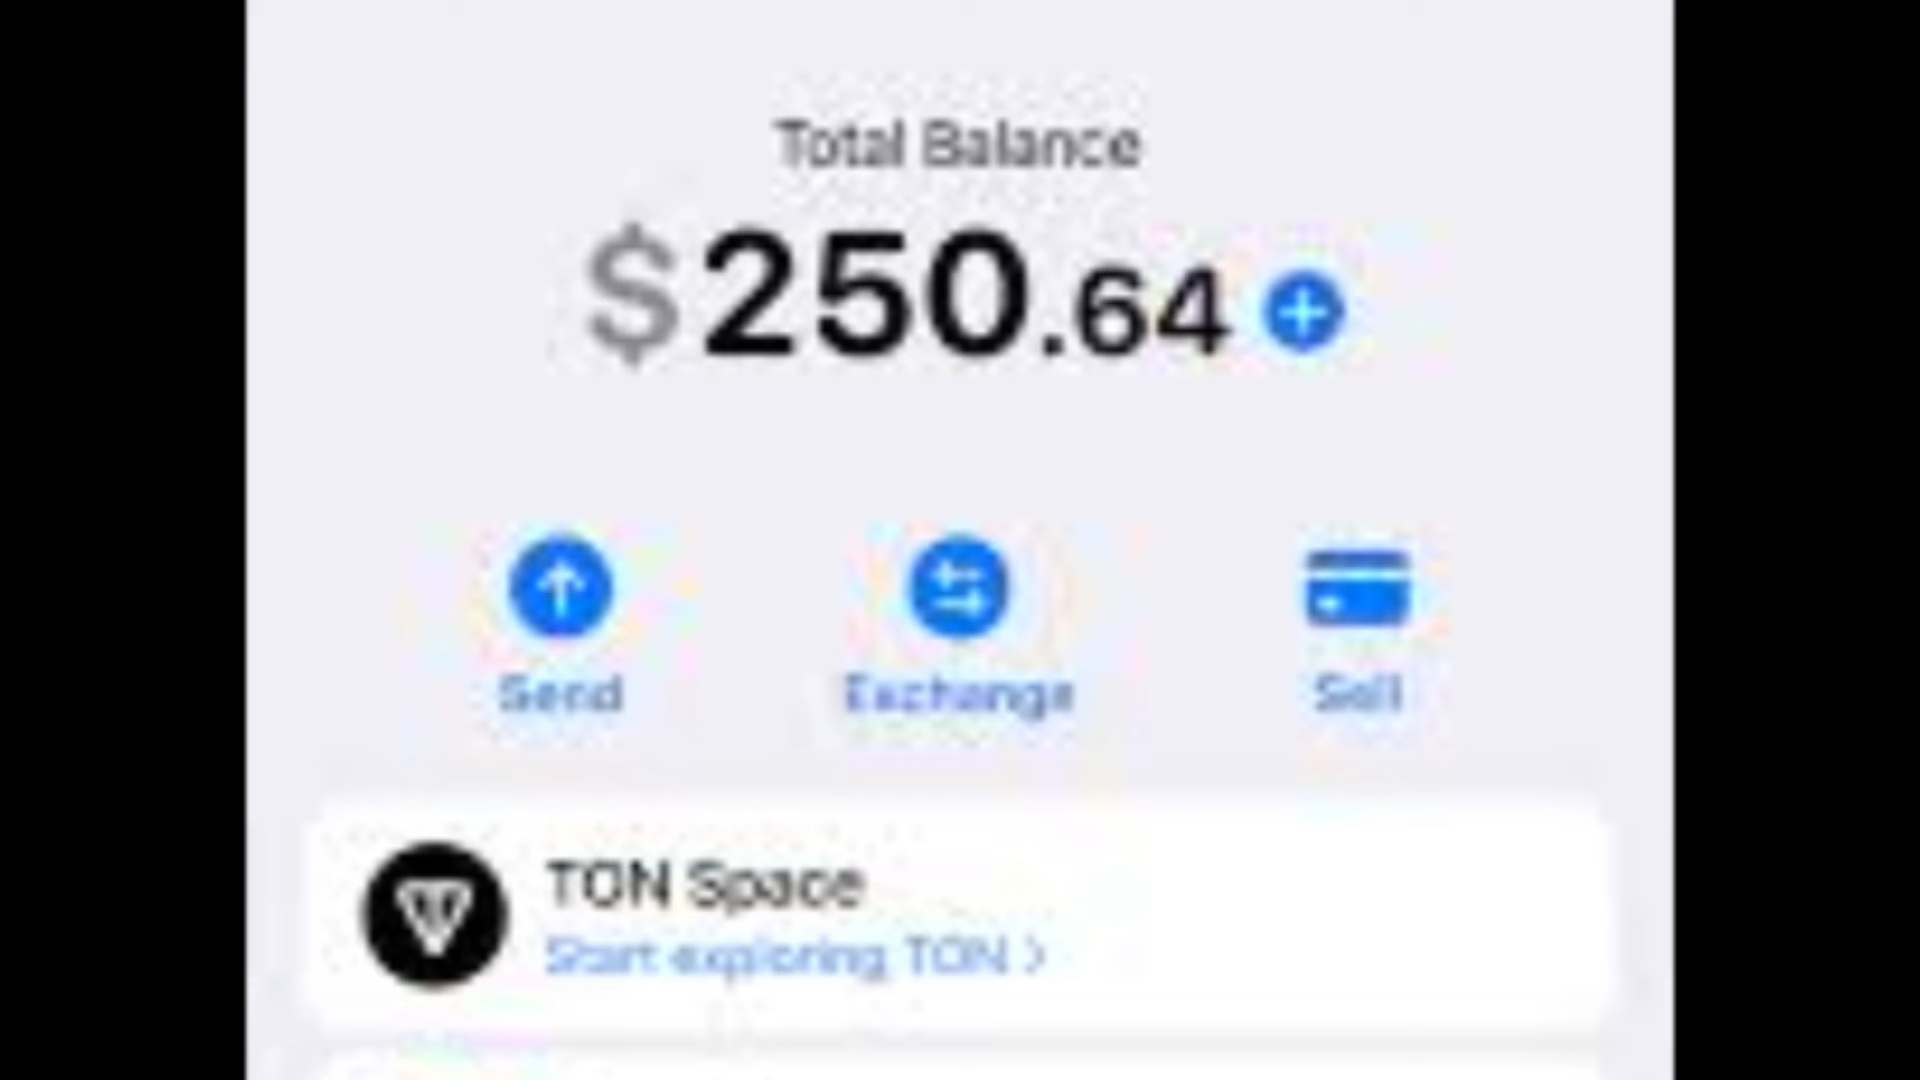 Total Balance
$250.64
Send Exchange Sell
TON Space
Start exploring TON >